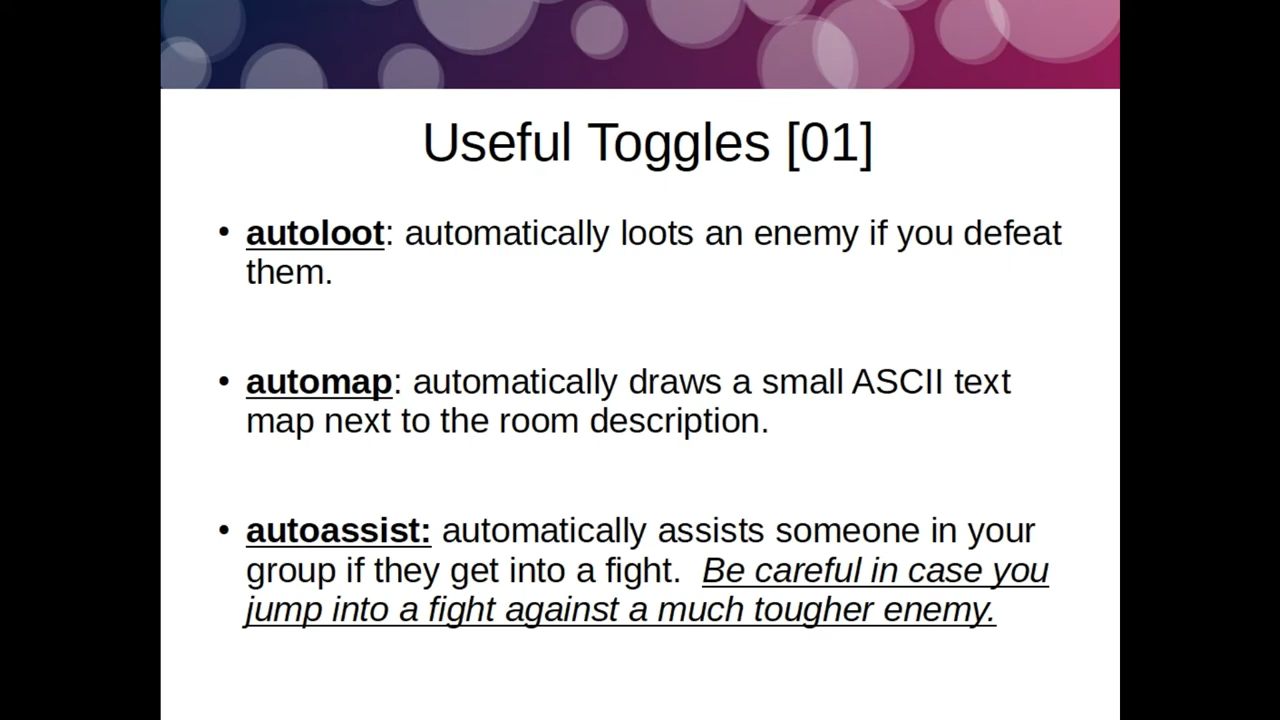 Useful Toggles [01]
• autoloot: automatically loots an enemy if you defeat
them.
• automap: automatically draws a small ASCII text
map next to the room description.
• autoassist: automatically assists someone in your
group if they get into a fight.  Be careful in case you
jump into a fight against a much tougher enemy.